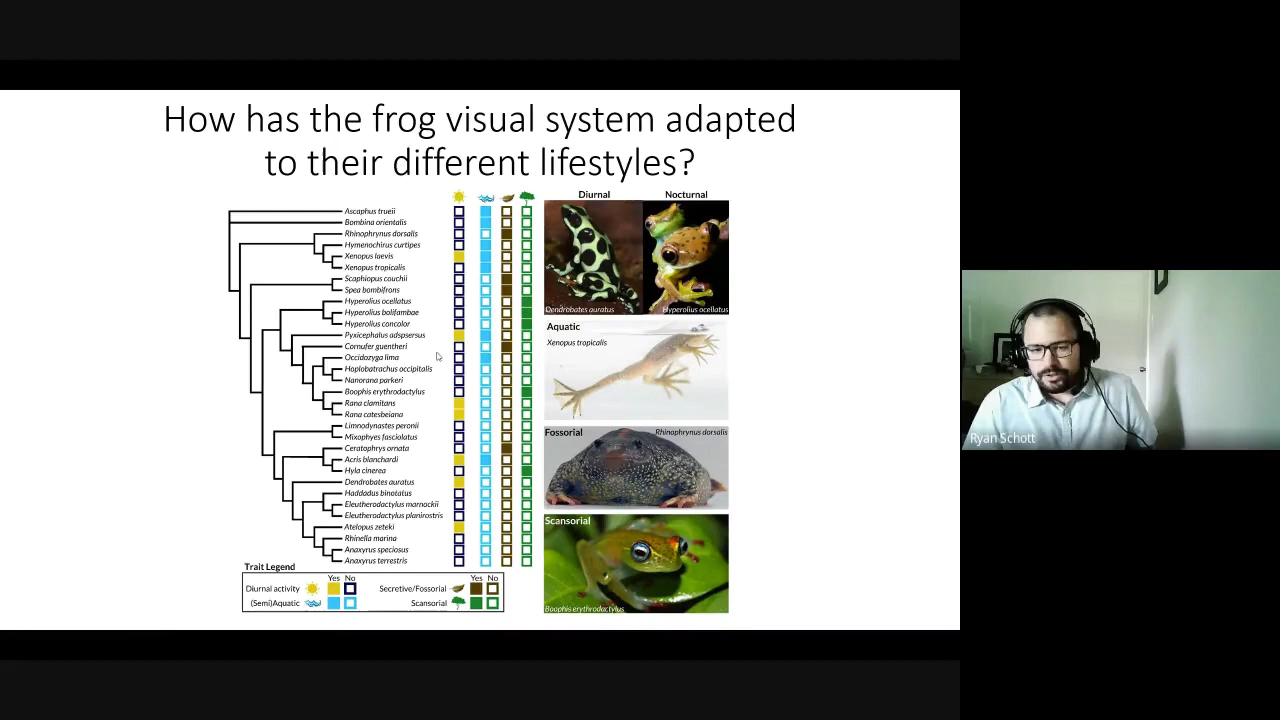 How has the frog visual system adapted
to their different lifestyles?
Diurnal
Nocturnal
Ascaphus trueii
Bombina orientalis
Rhinophrynus dorsalis
Hymenochirus curtipes
Xenopus laevis
Xenopus tropicalis
Scaphiopus couchii
Spea bombifrons
Hyperolius ocellatus
Hyperolius bolifambae
Hyperolius concolor
Pyxicephalus adspsersus
Cornufer guentheri
Occidozyga lima
Hoplobatrachus occipitalis
Nanorana parkeri
Boophis erythrodactylus
Rana clamitans
Rana catesbeiana
Limnodynastes peronii
Mixophyes fasciolatus
Ceratophrys ornata
Acris blanchardi
Hyla cinerea
Dendrobates auratus
Haddadus binotatus
Eleutherodactylus marnockii
Eleutherodactylus planirostris
Atelopus zeteki
Rhinella marina
Anaxyrus speciosus
Anaxyrus terrestris
Trait Legend
Yes No
Yes No
Diurnal activity
Secretive/Fossorial
(Semi)Aquatic
Scansorial
Dendrobates auratus
Hyperolius ocellatus
Aquatic
Xenopus tropicalis
Fossorial
Rhinophrynus dorsalis
Scansorial
Boophis erythrodactylus
Ryan Schott